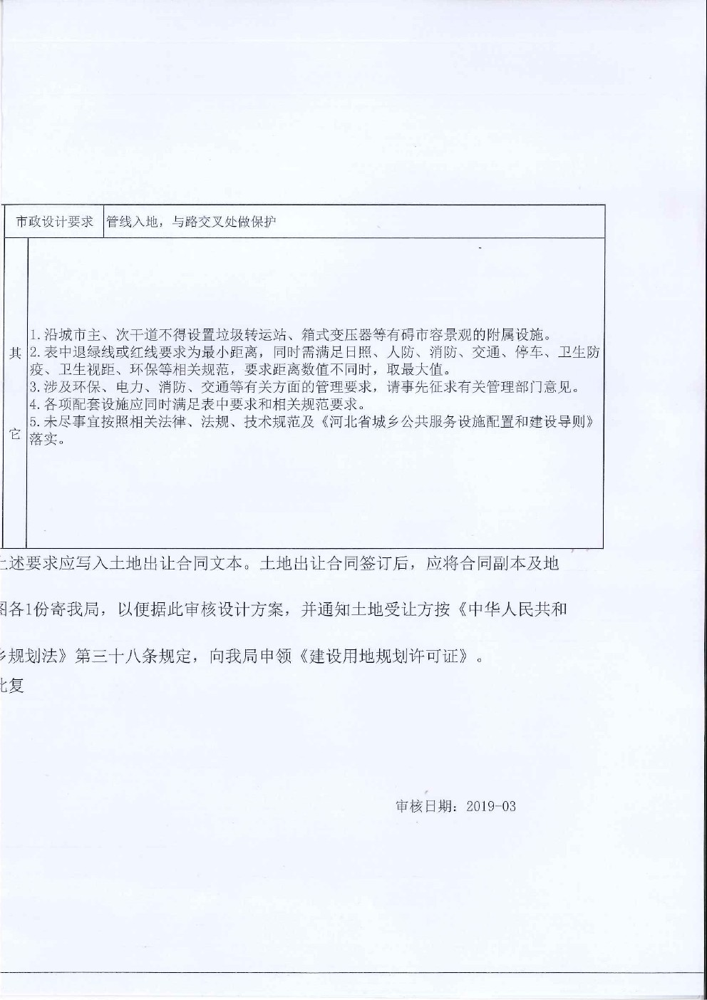 市政设计要求 管线入地，与路交叉处做保护
其它
1.沿城市主、次干道不得设置垃圾转运站、箱式变压器等有碍市容景观的附属设施。
2.表中退绿线或红线要求为最小距离，同时需满足日照、人防、消防、交通、停车、卫生防
疫、卫生视距、环保等相关规范，要求距离数值不同时，取最大值。
3.涉及环保、电力、消防、交通等有关方面的管理要求，请事先征求有关管理部门意见。
4.各项配套设施应同时满足表中要求和相关规范要求。
5.未尽事宜按照相关法律、法规、技术规范及《河北省城乡公共服务设施配置和建设导则》
落实。
述要求应写入土地出让合同文本。土地出让合同签订后，应将合同副本及地
图各1份寄我局，以便据此审核设计方案，并通知土地受让方按《中华人民共和
规划法》第三十八条规定，向我局申领《建设用地规划许可证》。
复
审核日期：2019-03